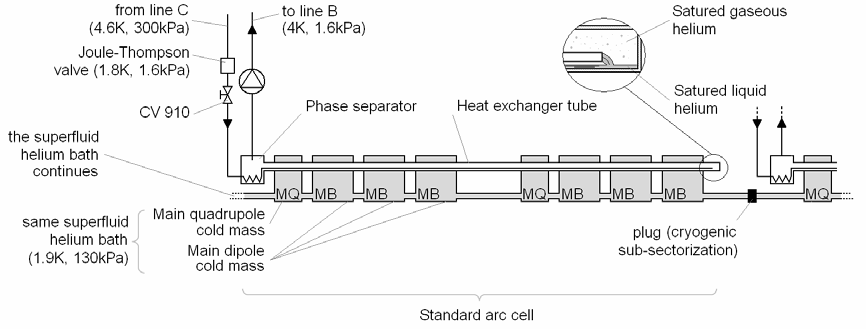 from line C
(4.6K, 300kPa)
to line B
(4K, 1.6kPa)
Satured gaseous
helium
Joule-Thompson
valve (1.8K, 1.6kPa)
CV 910
Phase separator
Heat exchanger tube
Satured liquid
helium
the superfluid
helium bath
continues
MQ
MB
MB
MB
MQ
MB
MB
MB
MQ
same superfluid
helium bath
(1.9K, 130kPa)
Main quadrupole
cold mass
Main dipole
cold mass
plug (cryogenic
sub-sectorization)
Standard arc cell